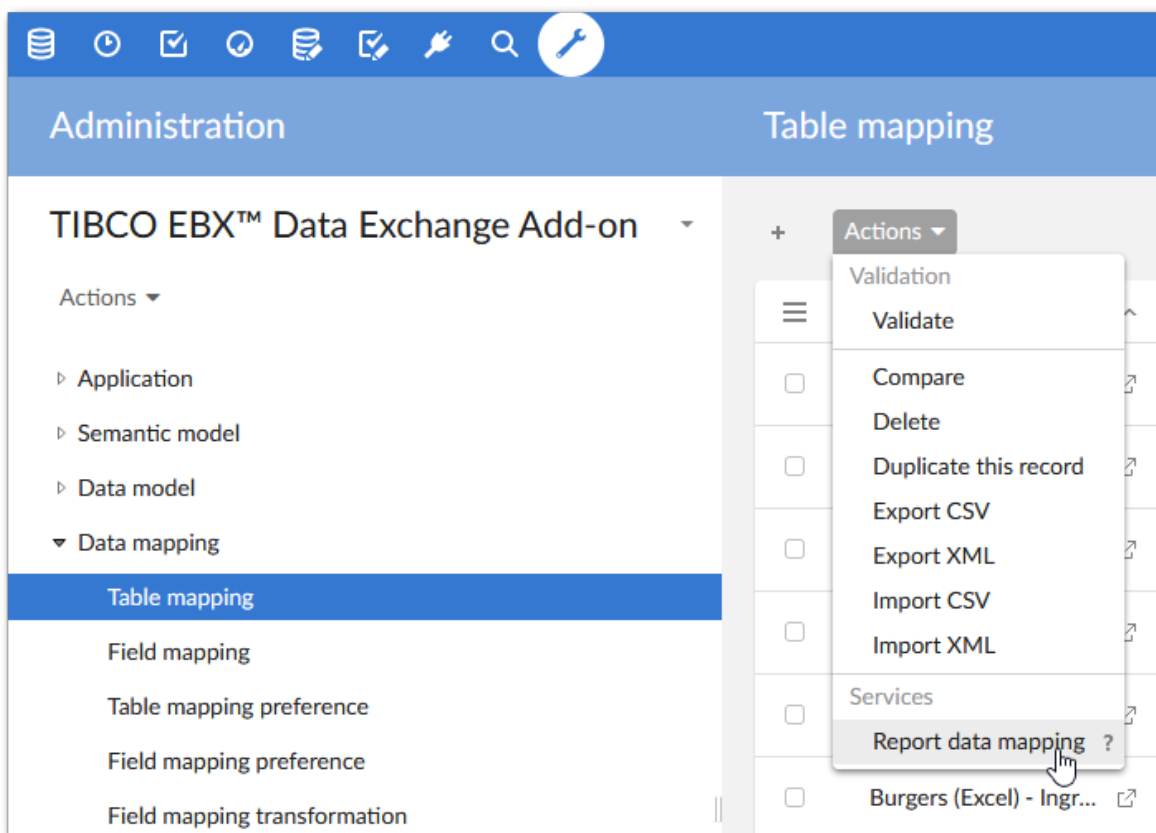 Administration
Table mapping
TIBCO EBX™ Data Exchange Add-on
Actions
Application
Semantic model
Data model
Data mapping
Table mapping
Field mapping
Table mapping preference
Field mapping preference
Field mapping transformation
+ Actions
Validation
Validate
Compare
Delete
Duplicate this record
Export CSV
Export XML
Import CSV
Import XML
Services
Report data mapping ?
Burgers (Excel) - Ingr...